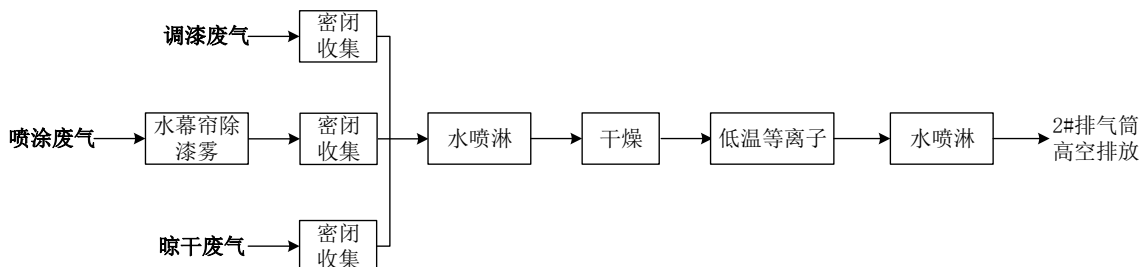 调漆废气
密闭
收集
喷涂废气
水幕帘除
漆雾
密闭
收集
水喷淋
干燥
低温等离子
水喷淋
2#排气筒
高空排放
晾干废气
密闭
收集